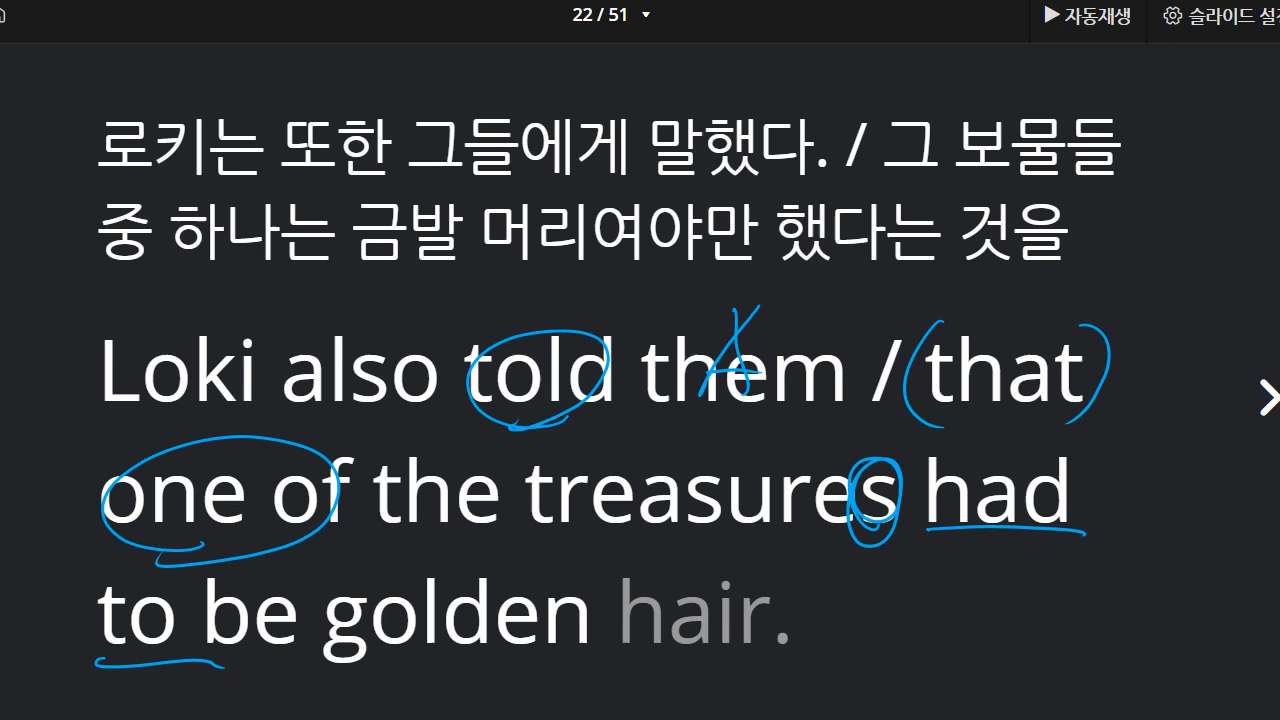 22 / 51
자동재생
슬라이드 설정
로키는 또한 그들에게 말했다. / 그 보물들
중 하나는 금발 머리여야만 했다는 것을
Loki also told them / that
one of the treasures had
to be golden hair.